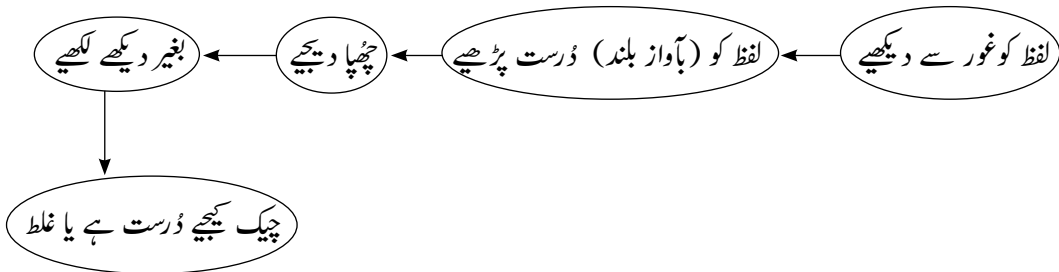 لفظ کو غور سے دیکھیے
لفظ کو (بآواز بلند) دُرست پڑھیے
چھُپا دیجیے
بغیر دیکھے لکھیے
چیک کیجیے دُرست ہے یا غلط